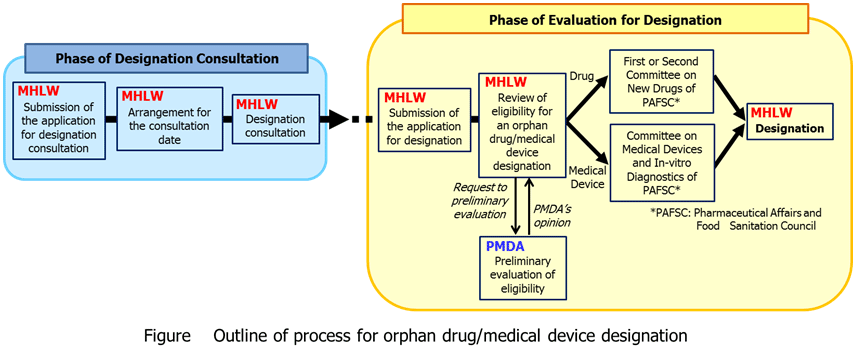 Phase of Designation Consultation
MHLW
Submission of
the application
for designation
consultation
MHLW
Arrangement for
the consultation
date
MHLW
Designation
consultation
Phase of Evaluation for Designation
MHLW
Submission of
the application
for designation
MHLW
Review of
eligibility for
an orphan
drug/medical
device
designation
Drug
First or Second
Committee on
New Drugs of
PAFSC*
Medical
Device
Committee on
Medical Devices
and In-vitro
Diagnostics of
PAFSC*
MHLW
Designation
Request to
preliminary
evaluation
PMDA's
opinion
PMDA
Preliminary
evaluation of
eligibility
*PAFSC: Pharmaceutical Affairs and
Food Sanitation Council
Figure Outline of process for orphan drug/medical device designation